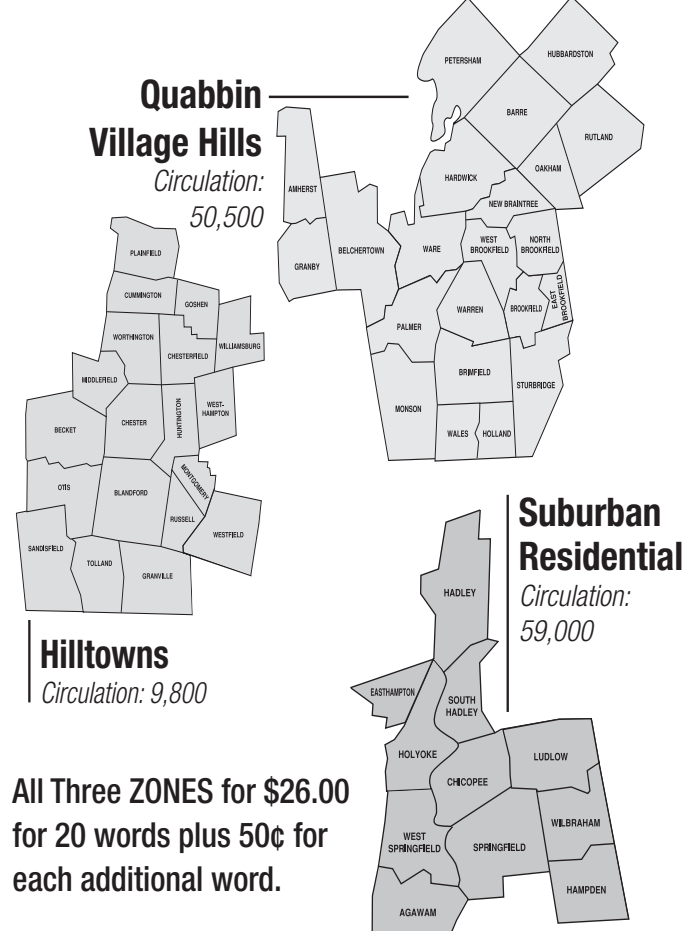 Quabbin
Village Hills
Circulation:
50,500
PETERSHAM
HUBBARDSTON
BARRE
RUTLAND
OAKHAM
HARDWICK
NEW BRAINTREE
AMHERST
BELCHERTOWN
GRANBY
WARE
WEST
BROOKFIELD
NORTH
BROOKFIELD
WARREN
BROOKFIELD
EAST
BROOKFIELD
PALMER
BRIMFIELD
STURBRIDGE
MONSON
WALES
HOLLAND
PLAINFIELD
CUMMINGTON
GOSHEN
WORTHINGTON
CHESTERFIELD
WILLIAMSBURG
MIDDLEFIELD
BECKET
CHESTER
HUNTINGTON
WEST-
HAMPTON
OTIS
BLANDFORD
MONTGOMERY
RUSSELL
WESTFIELD
SANDISFIELD
TOLLAND
GRANVILLE
Hilltowns
Circulation: 9,800
Suburban
Residential
Circulation:
59,000
HADLEY
EASTHAMPTON
SOUTH
HADLEY
HOLYOKE
CHICOPEE
LUDLOW
WEST
SPRINGFIELD
SPRINGFIELD
WILBRAHAM
HAMPDEN
AGAWAM
All Three ZONES for $26.00
for 20 words plus 50¢ for
each additional word.